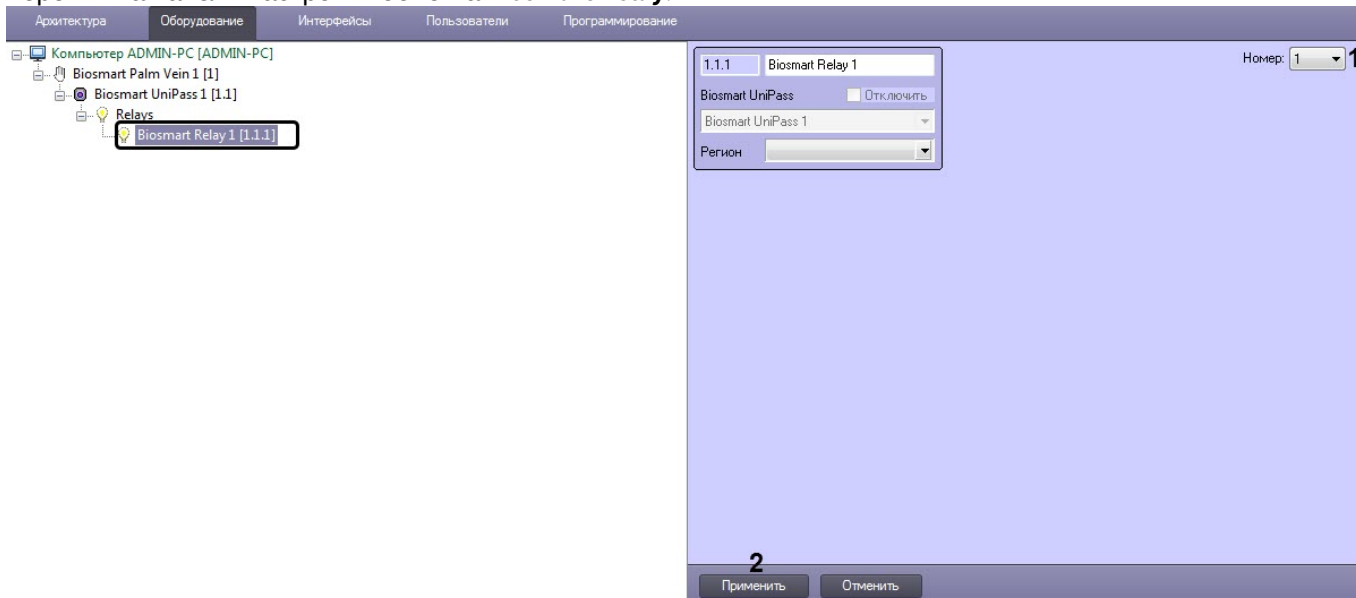 Архитектура Оборудование Интерфейсы Пользователи Программирование
Компьютер ADMIN-PC [ADMIN-PC]
Biosmart Palm Vein 1 [1]
Biosmart UniPass 1 [1.1]
Relays
Biosmart Relay 1 [1.1.1]
1.1.1 Biosmart Relay 1
Номер: 1 1
Biosmart UniPass Отключить
Biosmart UniPass 1
Регион
2
Применить Отменить